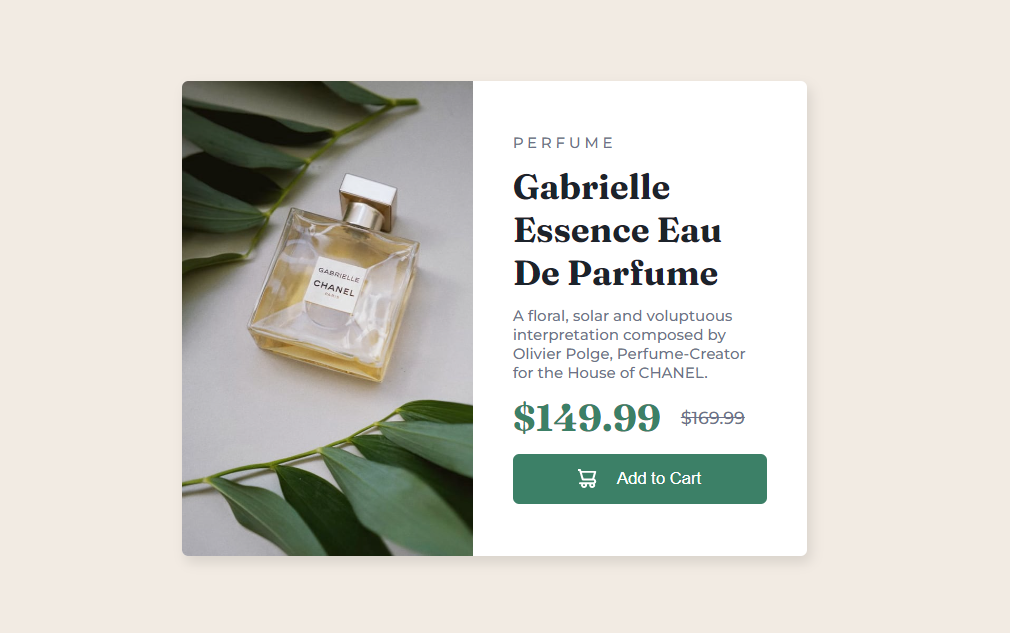 GABRIELLE
CHANEL
PARIS
PERFUME
Gabrielle
Essence Eau
De Parfume
A floral, solar and voluptuous
interpretation composed by
Olivier Polge, Perfume-Creator
for the House of CHANEL.
$149.99 $169.99
Add to Cart